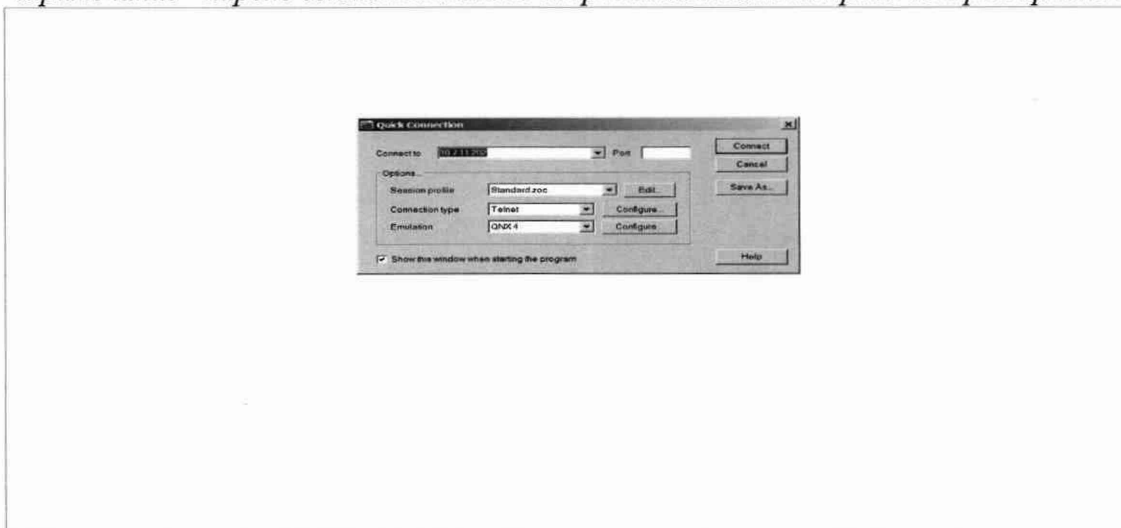 Quick Connection
Connect to Port Connect
Cancel
Options...
Session profile Standard.zoc Edit... Save As...
Connection type Telnet Configure...
Emulation QNX 4 Configure...
Show this window when starting the program Help